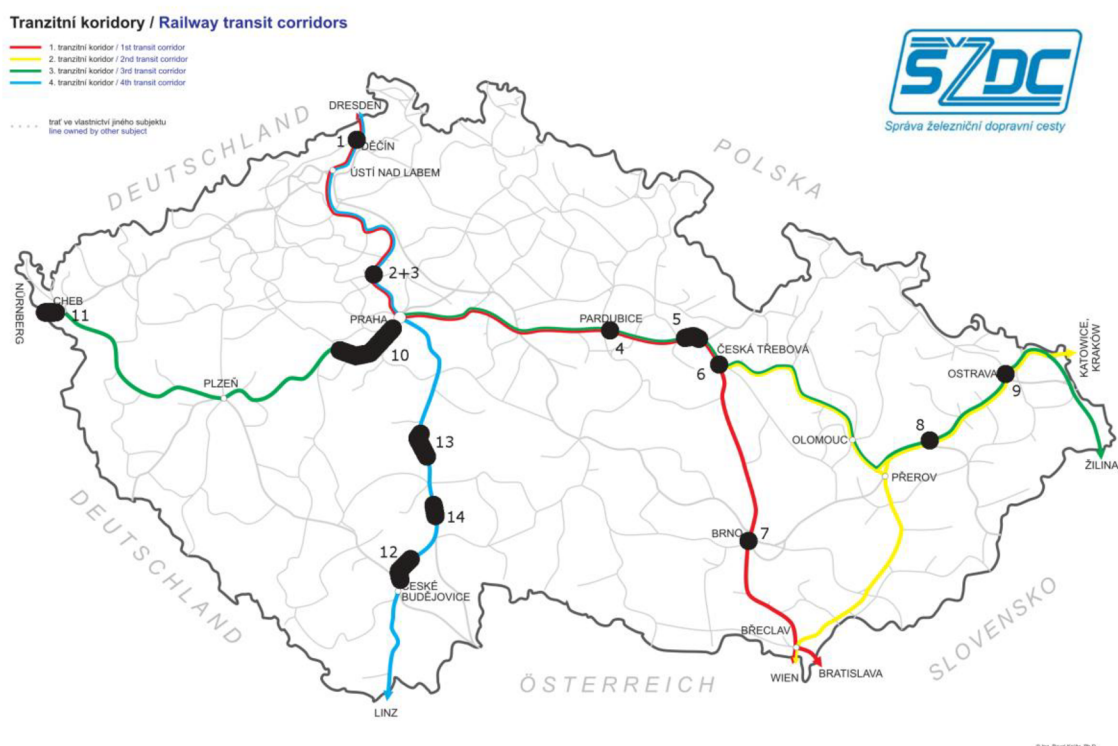 Tranzitní koridory / Railway transit corridors
1. tranzitní koridor / 1st transit corridor
2. tranzitní koridor / 2nd transit corridor
3. tranzitní koridor / 3rd transit corridor
4. tranzitní koridor / 4th transit corridor
trať ve vlastnictví jiného subjektu
line owned by other subject
SŽDC
Správa železniční dopravní cesty
DEUTSCHLAND
DRESDEN
1
DĚČÍN
ÚSTÍ NAD LABEM
POLSKA
2+3
NÜRNBERG
CHEB
11
PRAHA
10
PARDUBICE
4
5
ČESKÁ TŘEBOVÁ
6
KATOWICE,
KRAKÓW
OSTRAVA
9
PLZEŇ
13
OLOMOUC
8
ŽILINA
PŘEROV
DEUTSCHLAND
14
BRNO
7
12
ČESKÉ
BUDĚJOVICE
SLOVENSKO
BŘECLAV
WIEN
BRATISLAVA
ÖSTERREICH
LINZ